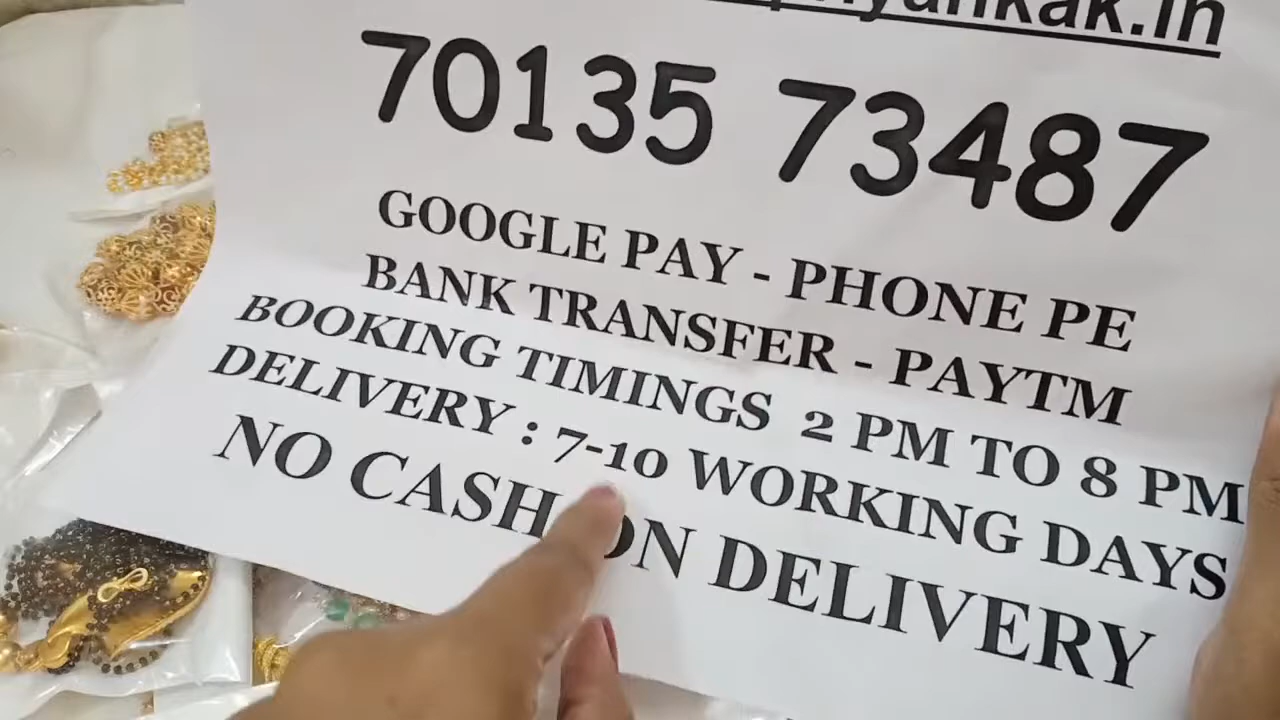 70135 73487
GOOGLE PAY - PHONE PE
BANK TRANSFER - PAYTM
BOOKING TIMINGS 2 PM TO 8 PM
DELIVERY : 7-10 WORKING DAYS
NO CASH ON DELIVERY